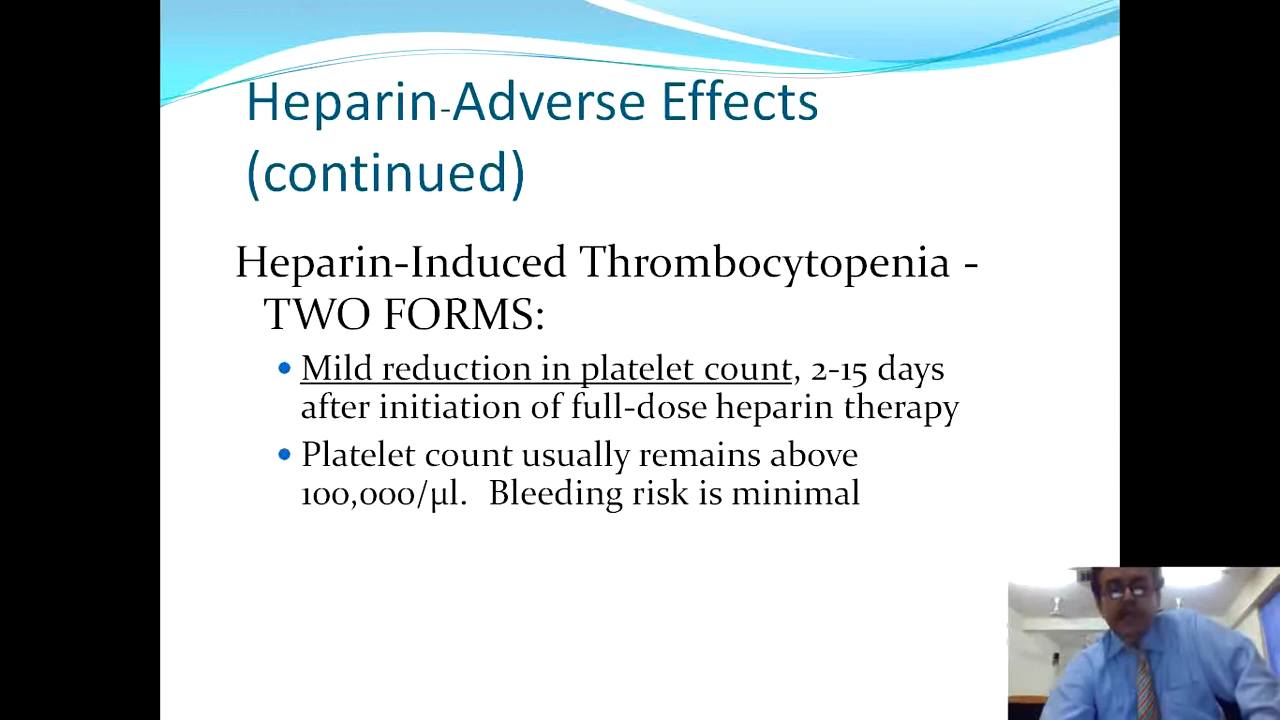 Heparin-Adverse Effects
(continued)
Heparin-Induced Thrombocytopenia -
TWO FORMS:
• Mild reduction in platelet count, 2-15 days
after initiation of full-dose heparin therapy
• Platelet count usually remains above
100,000/µl. Bleeding risk is minimal